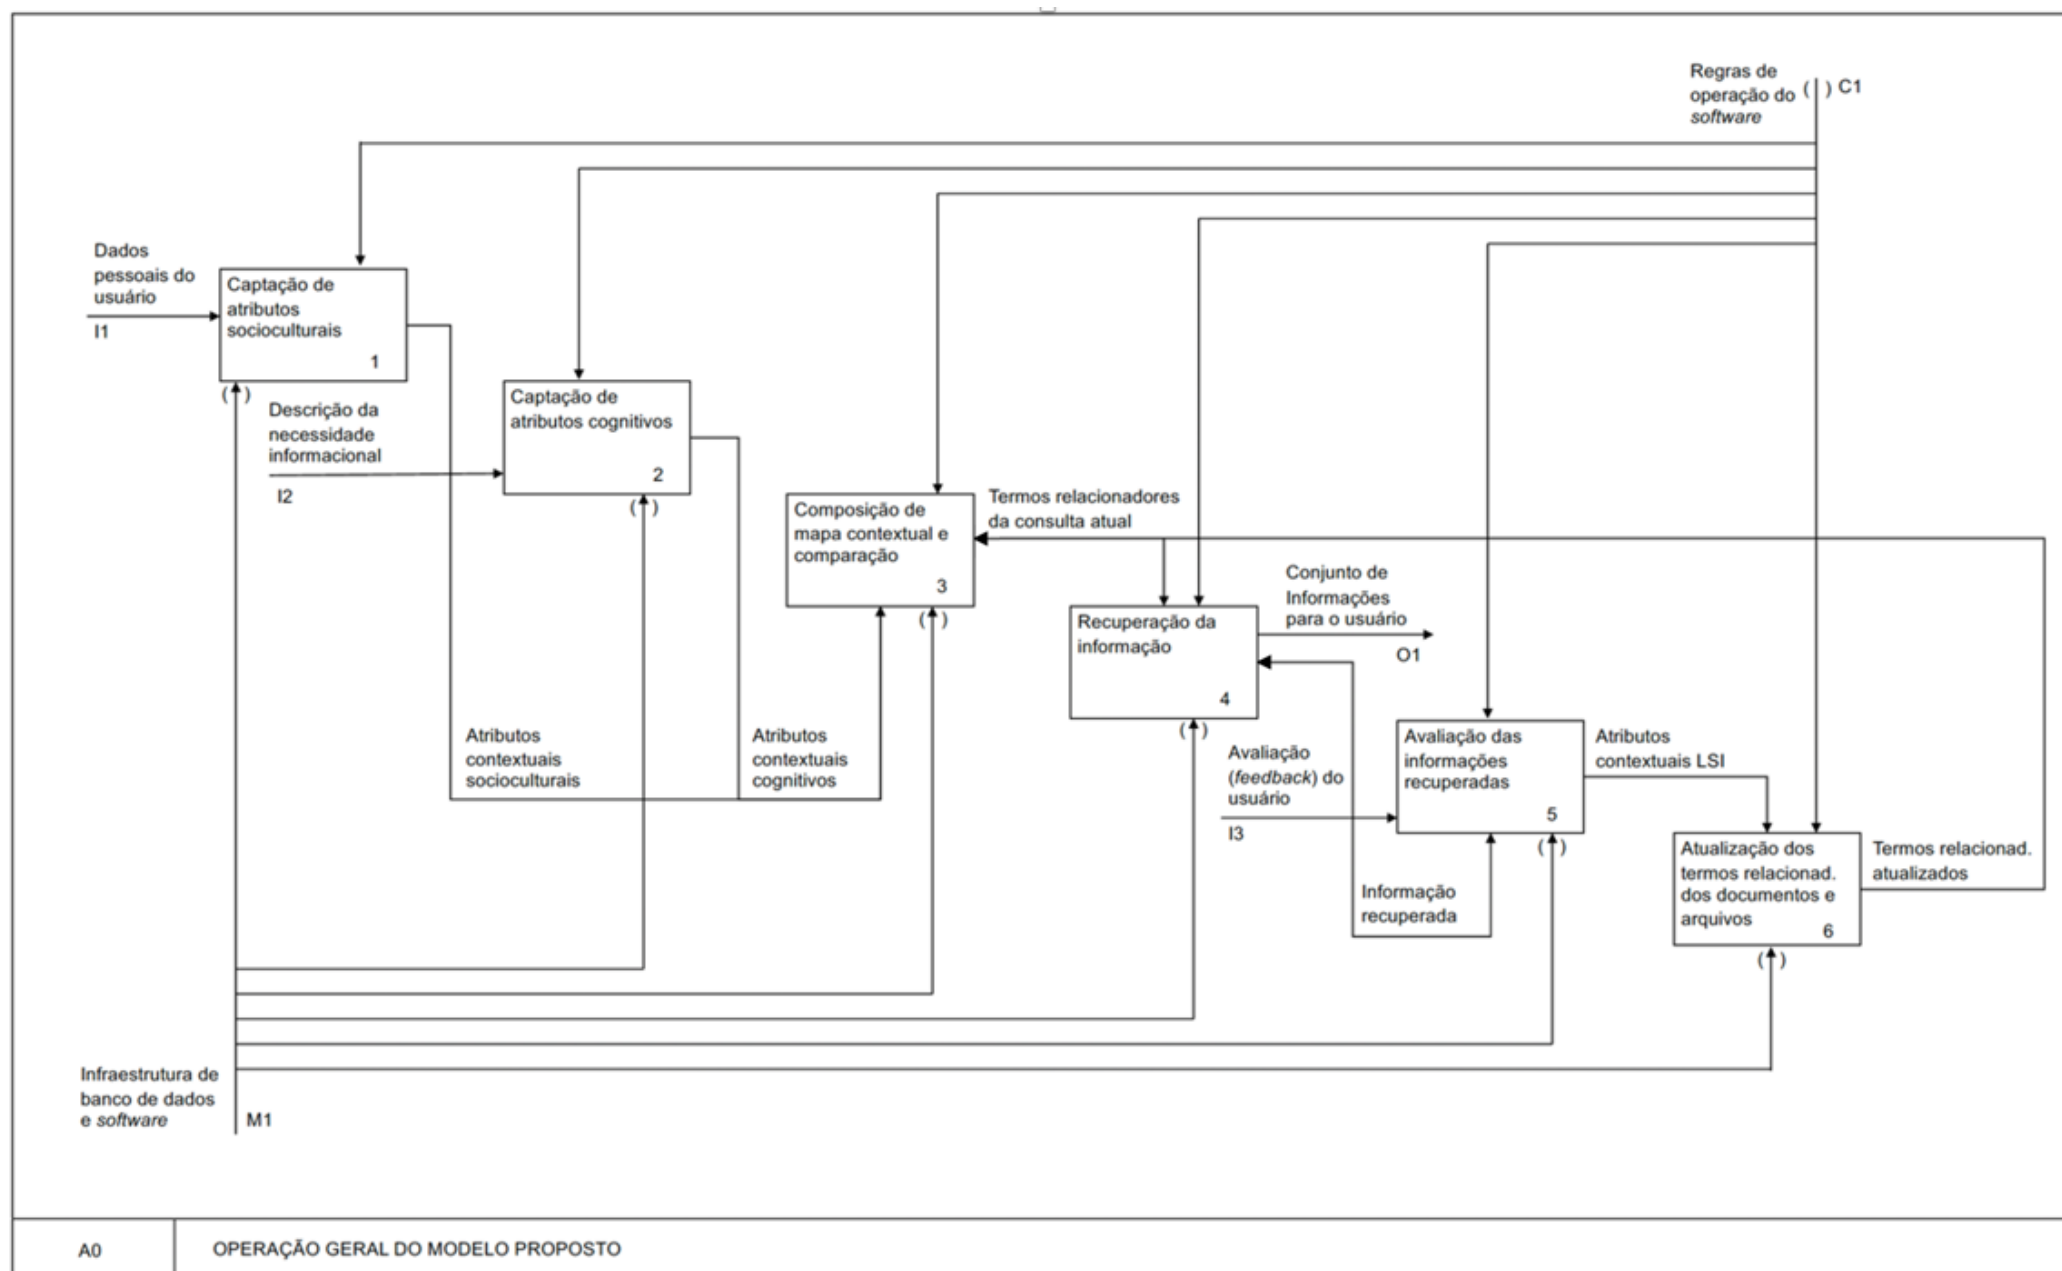 Regras de
operação do
software
( ) C1
Dados
pessoais do
usuário
I1
Captação de
atributos
socioculturais
1
( )
Descrição da
necessidade
informacional
I2
Captação de
atributos cognitivos
2
( )
Composição de
mapa contextual e
comparação
3
( )
Termos relacionadores
da consulta atual
Recuperação da
informação
4
( )
Conjunto de
Informações
para o usuário
O1
Atributos
contextuais
socioculturais
Atributos
contextuais
cognitivos
Avaliação
(feedback) do
usuário
I3
Avaliação das
informações
recuperadas
5
( )
Atributos
contextuais LSI
Informação
recuperada
Atualização dos
termos relacionad.
dos documentos e
arquivos
6
( )
Termos relacionad.
atualizados
Infraestrutura de
banco de dados
e software
M1
A0
OPERAÇÃO GERAL DO MODELO PROPOSTO